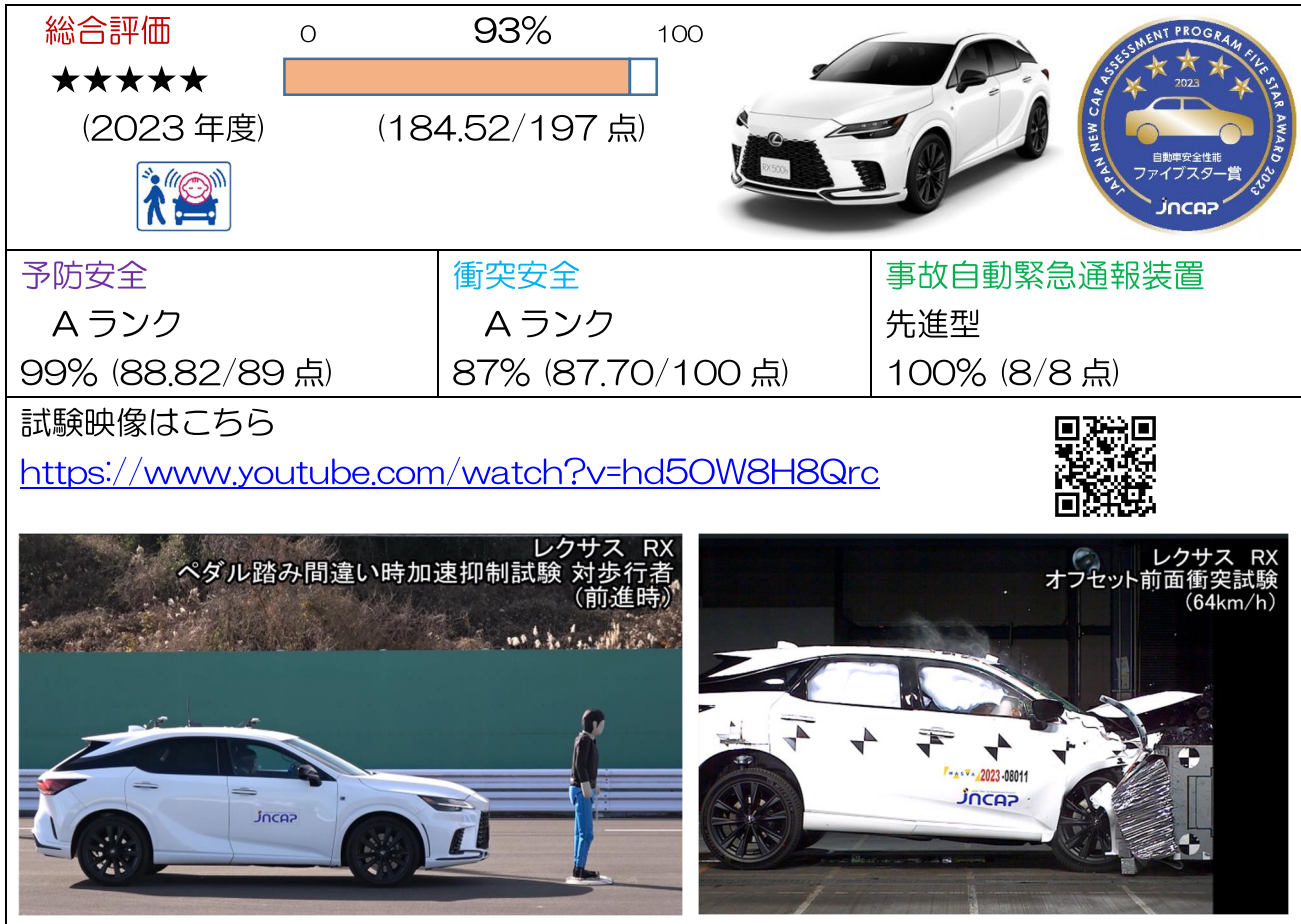 総合評価
0 93% 100
★★★★★
(2023 年度)
(184.52/197 点)
RX 500h
JAPAN NEW CAR ASSESSMENT PROGRAM FIVE STAR AWARD 2023
2023
自動車安全性能
ファイブスター賞
JNCAP
予防安全
A ランク
99% (88.82/89 点)
衝突安全
A ランク
87% (87.70/100 点)
事故自動緊急通報装置
先進型
100% (8/8 点)
試験映像はこちら
https://www.youtube.com/watch?v=hd5OW8H8Qrc
レクサス RX
ペダル踏み間違い時加速抑制試験 対歩行者
(前進時)
JNCAP
レクサス RX
オフセット前面衝突試験
(64km/h)
NASVA 2023-08011
JNCAP